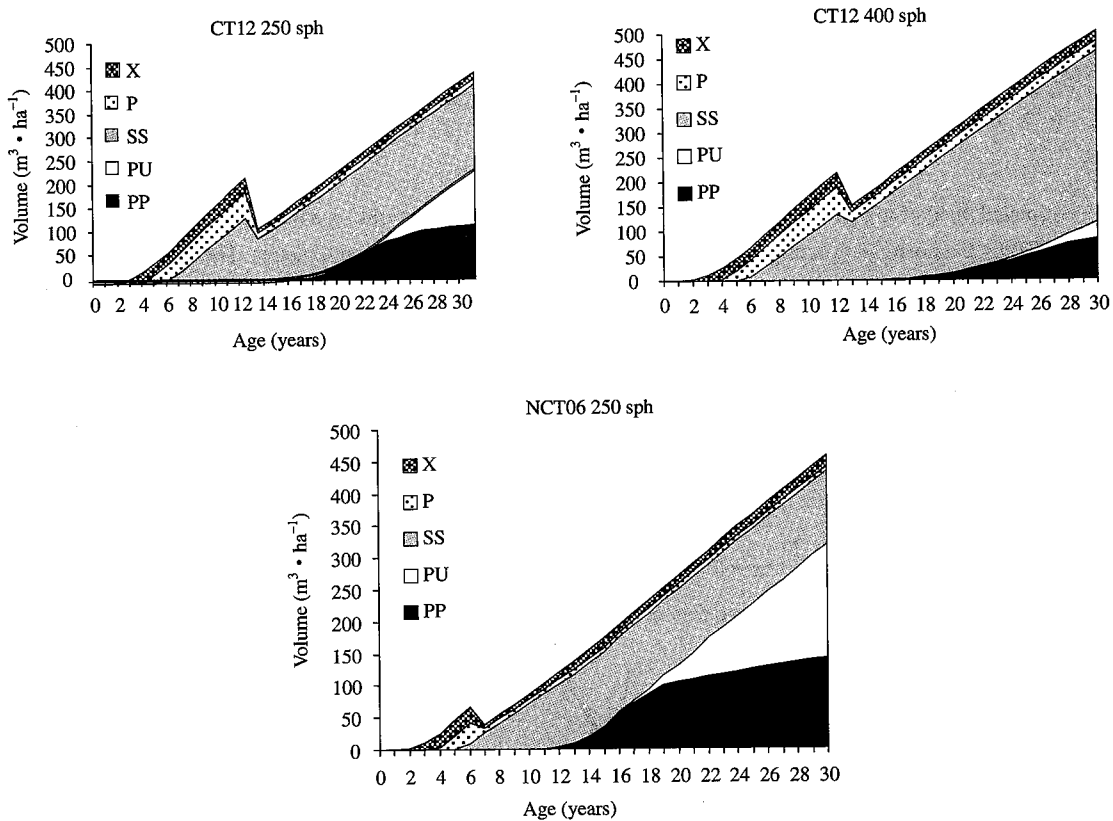 CT12 250 sph
500
450
400
350
300
250
200
150
100
50
0
Volume (m³ • ha⁻¹)
X
P
SS
PU
PP
0 2 4 6 8 10 12 14 16 18 20 22 24 26 28 30
Age (years)
CT12 400 sph
500
450
400
350
300
250
200
150
100
50
0
Volume (m³ • ha⁻¹)
X
P
SS
PU
PP
0 2 4 6 8 10 12 14 16 18 20 22 24 26 28 30
Age (years)
NCT06 250 sph
500
450
400
350
300
250
200
150
100
50
0
Volume (m³ • ha⁻¹)
X
P
SS
PU
PP
0 2 4 6 8 10 12 14 16 18 20 22 24 26 28 30
Age (years)